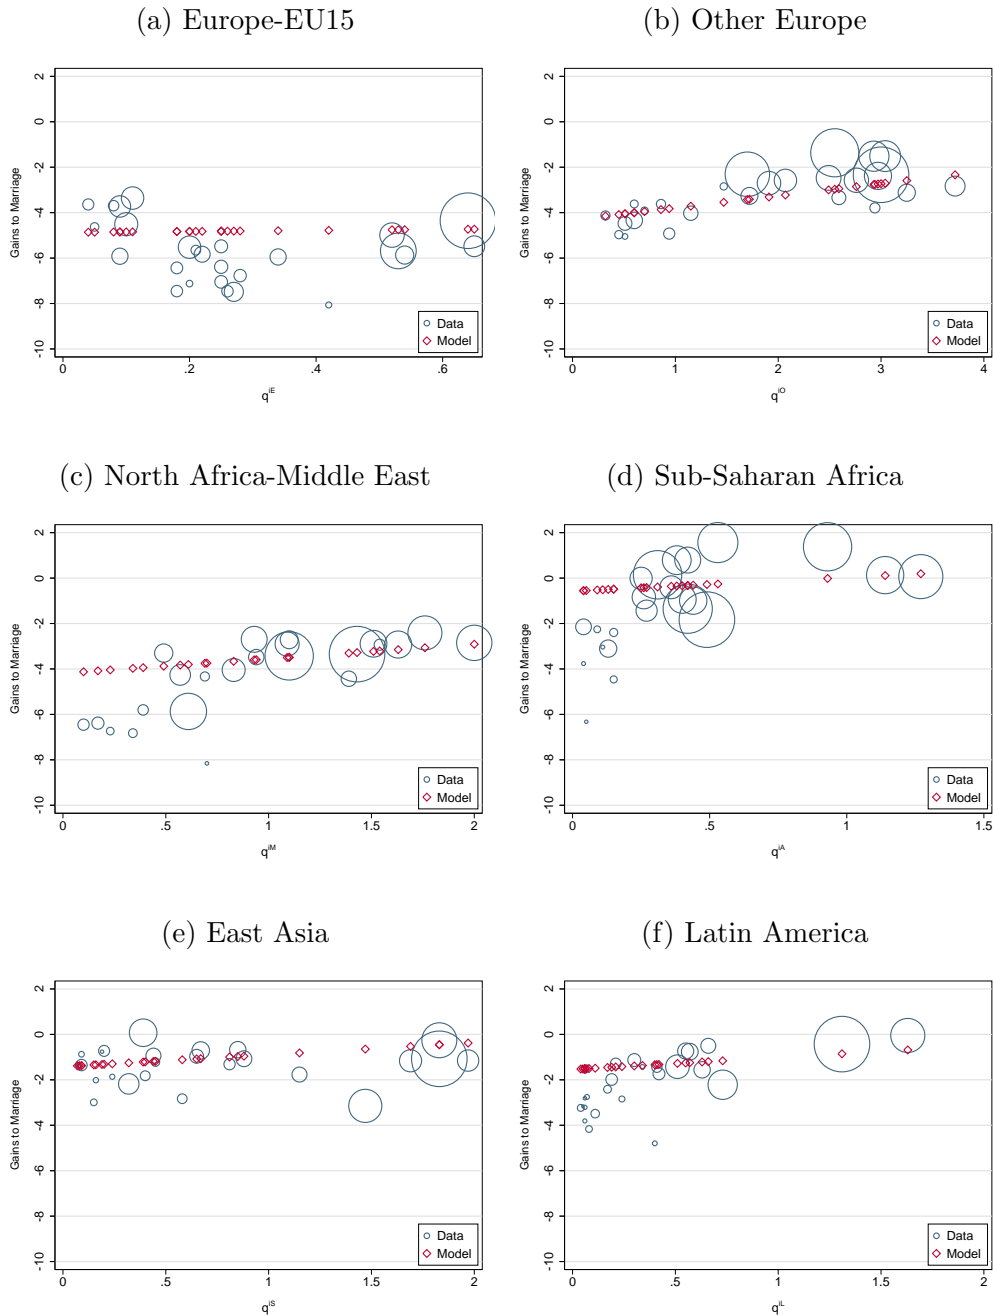 (a) Europe-EU15
Gains to Marriage
2
0
-2
-4
-6
-8
-10
0 .2 .4 .6
q^iE
Data
Model
(b) Other Europe
Gains to Marriage
2
0
-2
-4
-6
-8
-10
0 1 2 3 4
q^iO
Data
Model
(c) North Africa-Middle East
Gains to Marriage
2
0
-2
-4
-6
-8
-10
0 .5 1 1.5 2
q^iM
Data
Model
(d) Sub-Saharan Africa
Gains to Marriage
2
0
-2
-4
-6
-8
-10
0 .5 1 1.5
q^iA
Data
Model
(e) East Asia
Gains to Marriage
2
0
-2
-4
-6
-8
-10
0 .5 1 1.5 2
q^iS
Data
Model
(f) Latin America
Gains to Marriage
2
0
-2
-4
-6
-8
-10
0 .5 1 1.5 2
q^iL
Data
Model